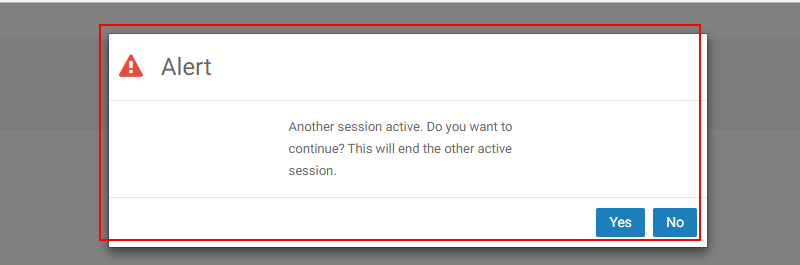 Alert
Another session active. Do you want to
continue? This will end the other active
session.
Yes No